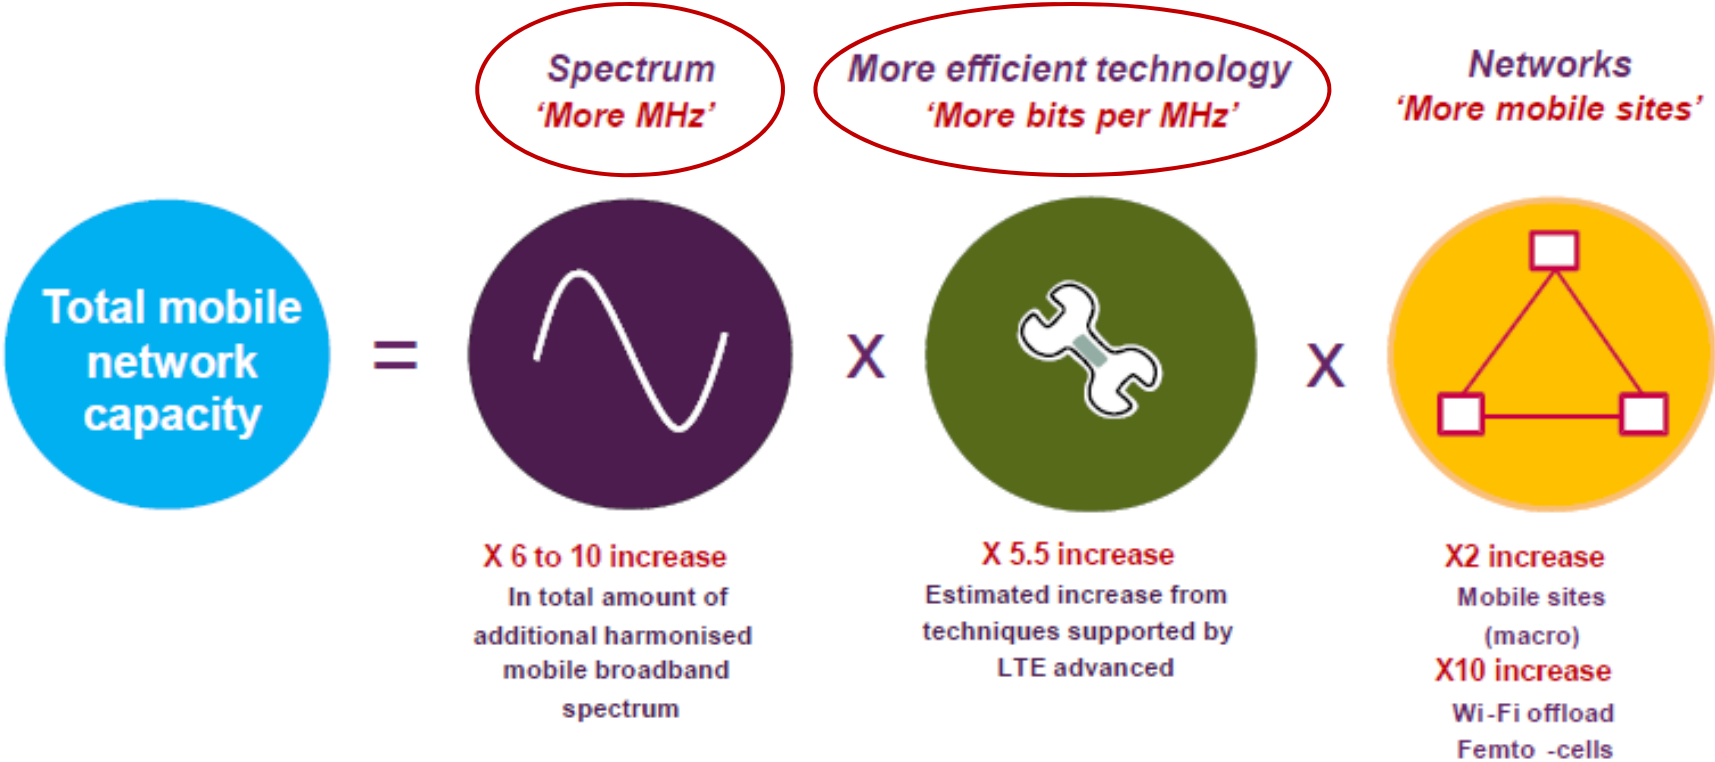 Spectrum
‘More MHz’
More efficient technology
‘More bits per MHz’
Networks
‘More mobile sites’
Total mobile
network
capacity
=
X
X
X 6 to 10 increase
In total amount of
additional harmonised
mobile broadband
spectrum
X 5.5 increase
Estimated increase from
techniques supported by
LTE advanced
X2 increase
Mobile sites
(macro)
X10 increase
Wi-Fi offload
Femto -cells